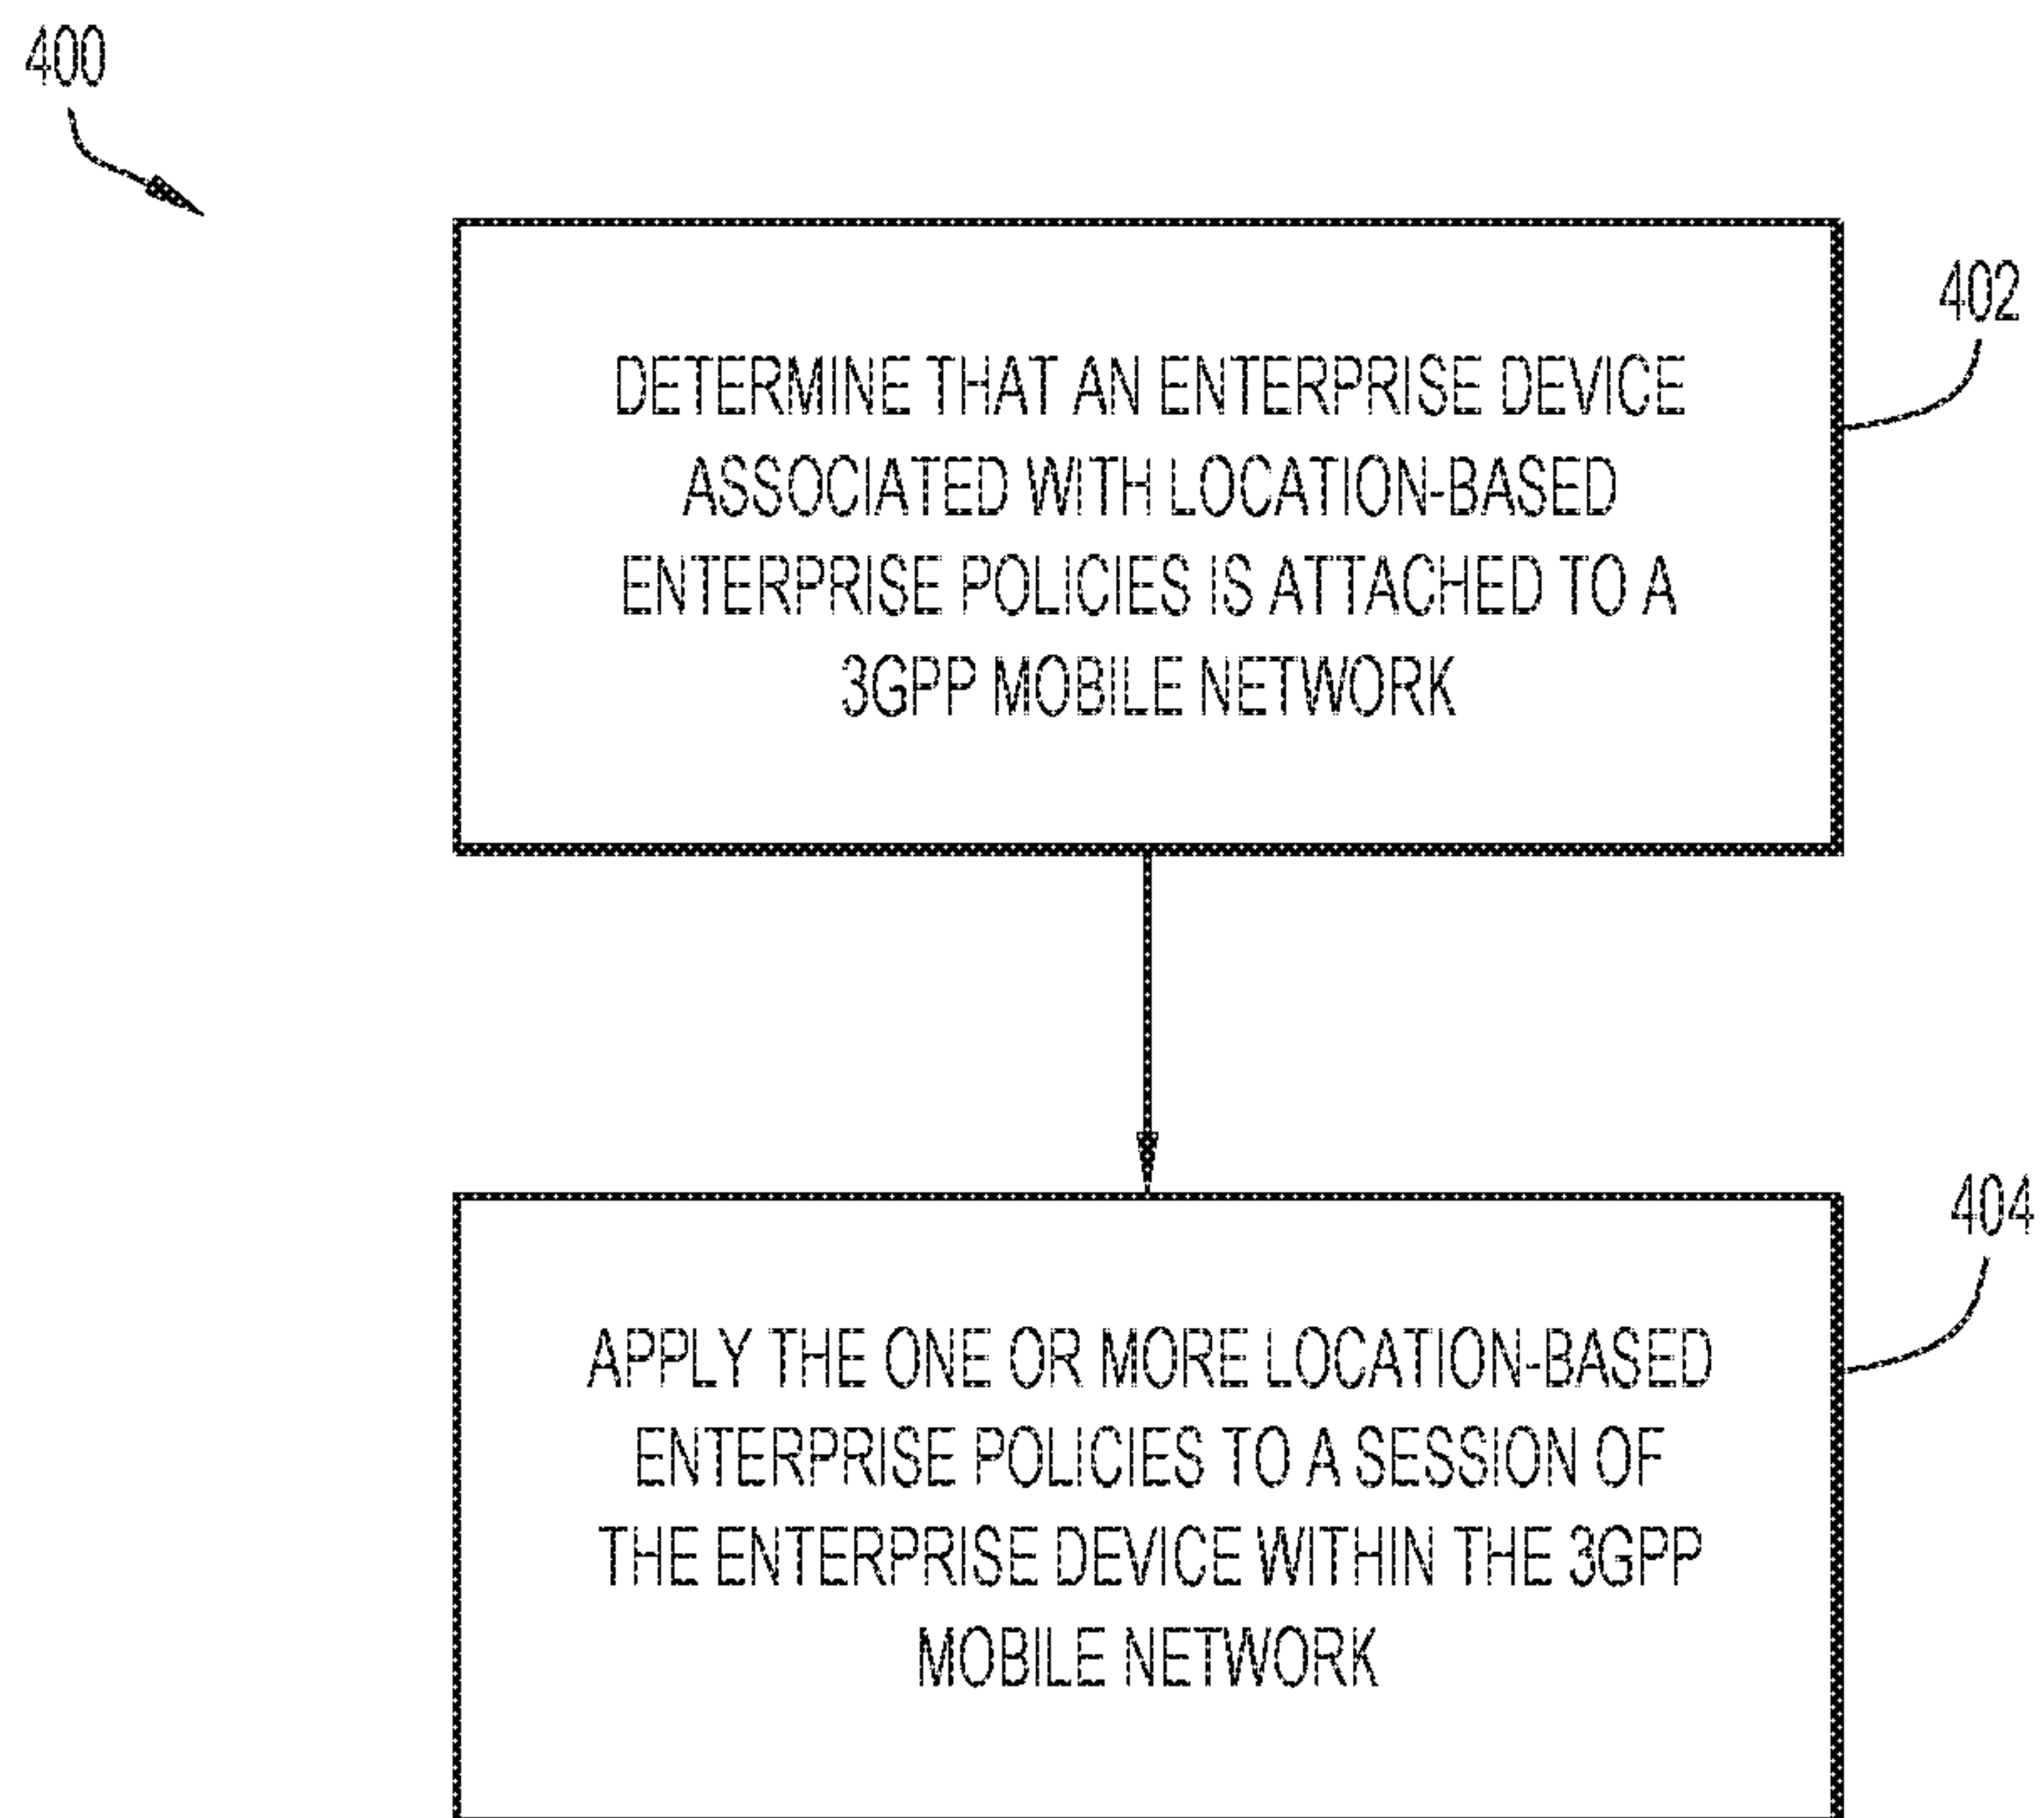 400
402
DETERMINE THAT AN ENTERPRISE DEVICE
ASSOCIATED WITH LOCATION-BASED
ENTERPRISE POLICIES IS ATTACHED TO A
3GPP MOBILE NETWORK
404
APPLY THE ONE OR MORE LOCATION-BASED
ENTERPRISE POLICIES TO A SESSION OF
THE ENTERPRISE DEVICE WITHIN THE 3GPP
MOBILE NETWORK